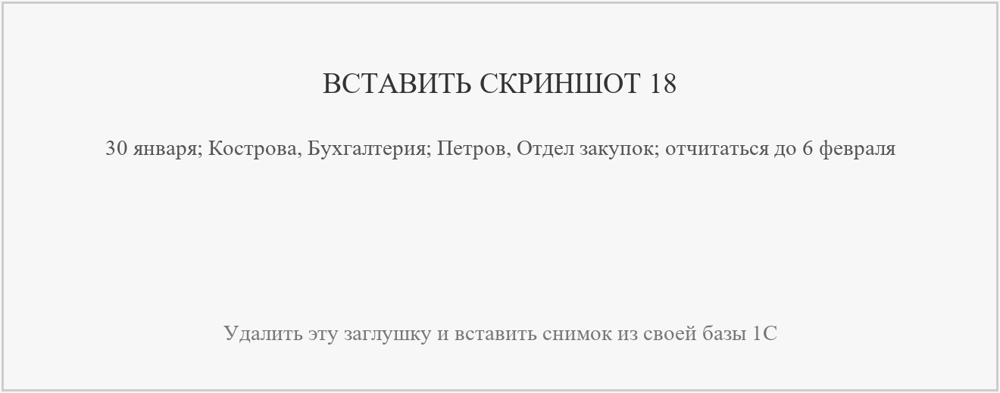 ВСТАВИТЬ СКРИНШОТ 18
30 января; Кострова, Бухгалтерия; Петров, Отдел закупок; отчитаться до 6 февраля
Удалить эту заглушку и вставить снимок из своей базы 1С